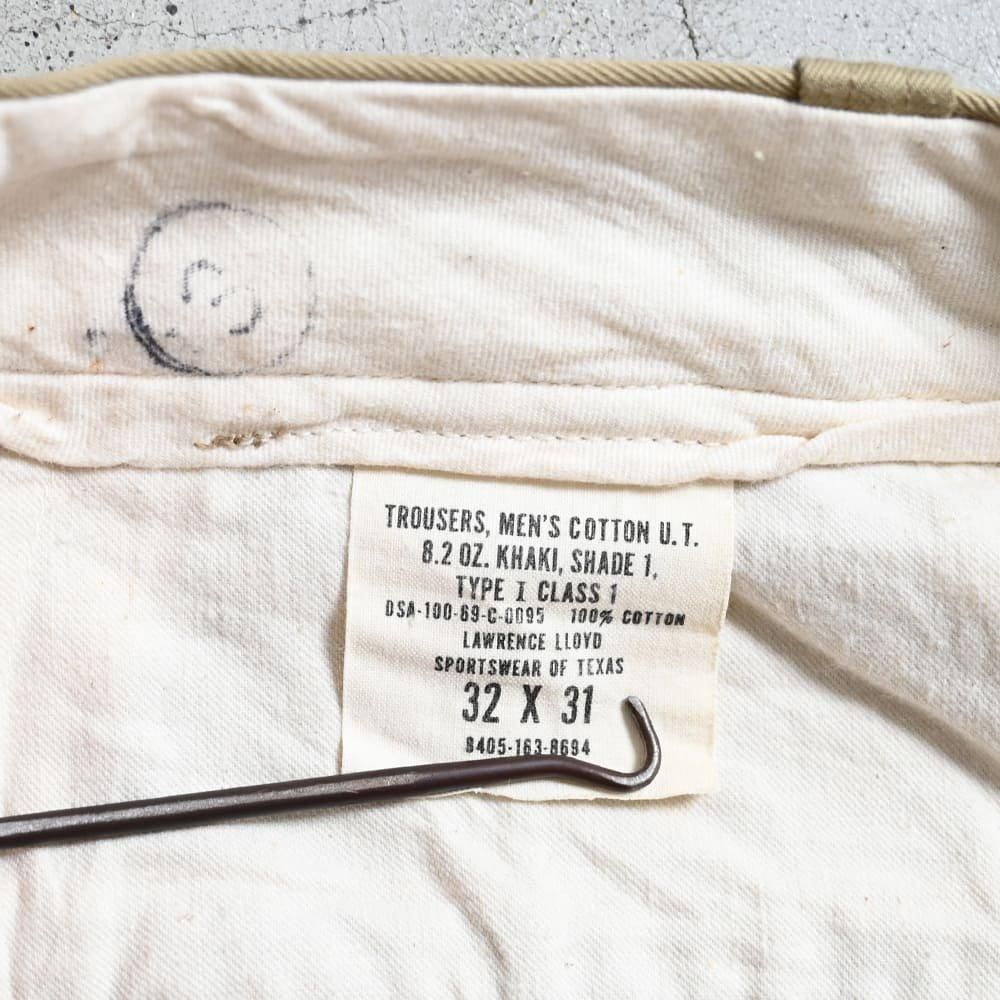 3
TROUSERS, MEN'S COTTON U.T.
8.2 OZ. KHAKI, SHADE 1,
TYPE I CLASS 1
DSA-100-69-C-0095 100% COTTON
LAWRENCE LLOYD
SPORTSWEAR OF TEXAS
32 X 31
8405-163-8694